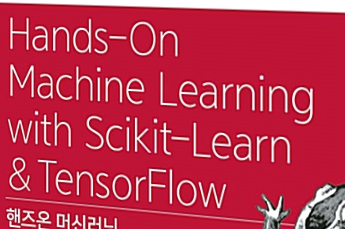 Hands-On
Machine Learning
with Scikit-Learn
& TensorFlow
핸즈온 머신러닝